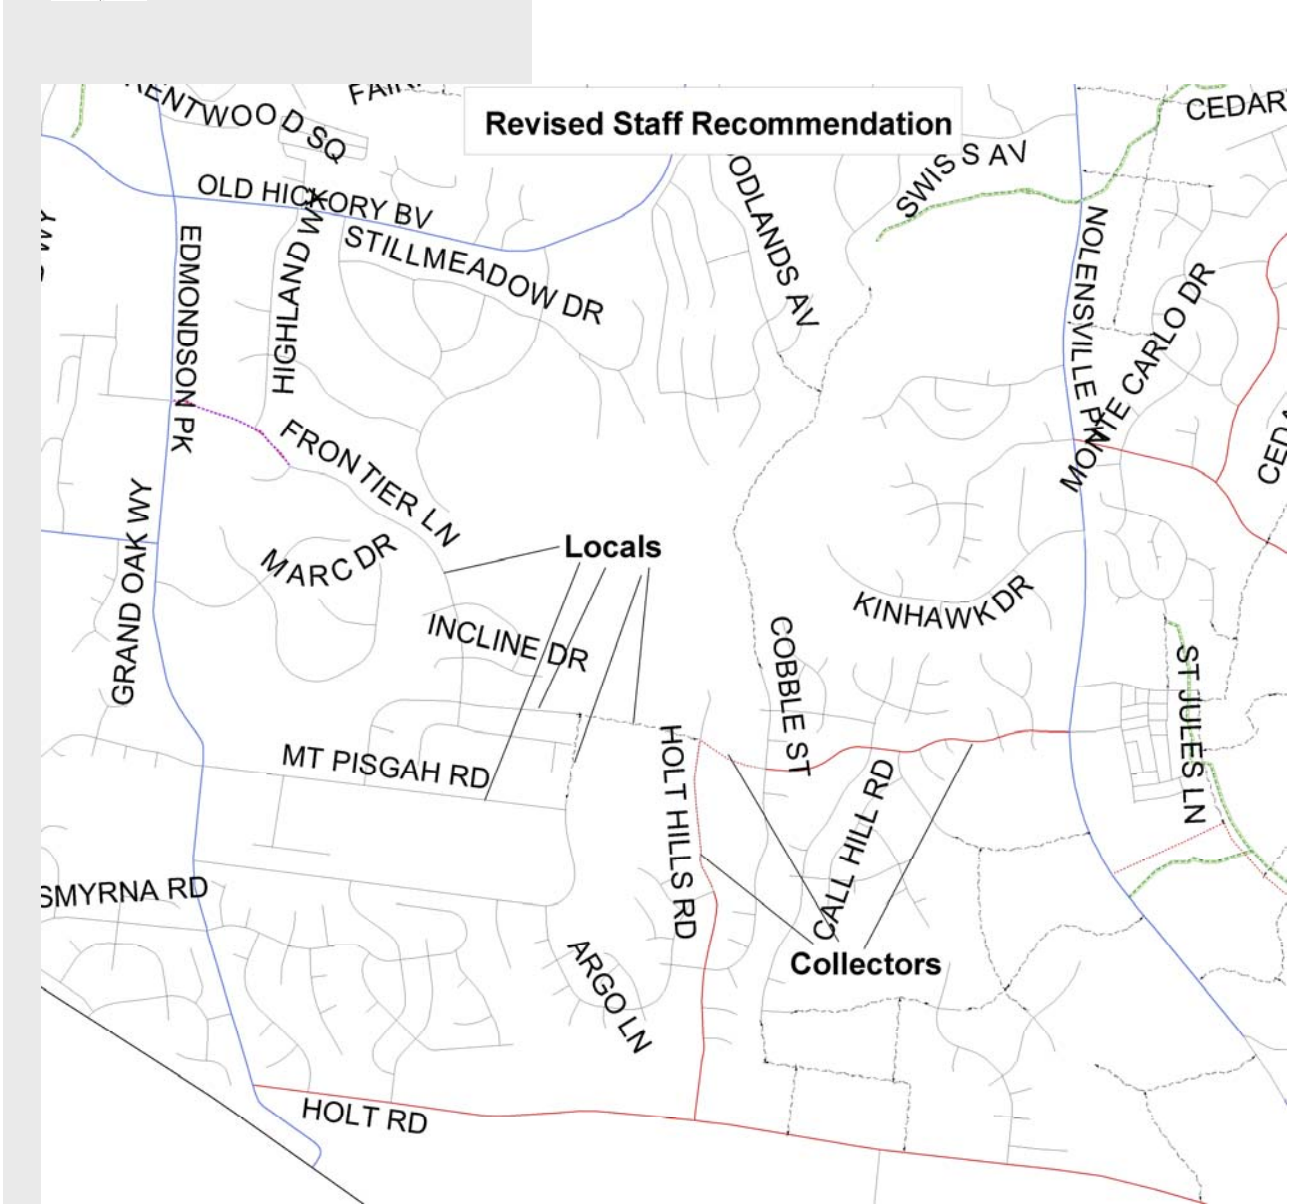 Revised Staff Recommendation
CEDAR
SWISS AV
OLD HICKORY BV
STILLMEADOW DR
HIGHLAND
EDMONDSON PK
NOLENSVILLE PK
MONTE CARLO DR
FRONTIER LN
GRAND OAK WY
MARC DR
Locals
KINHAWK DR
INCLINE DR
COBBLE ST
ST JULES LN
MT PISGAH RD
HOLT HILLS RD
CALL HILL RD
SMYRNA RD
ARGO LN
Collectors
HOLT RD